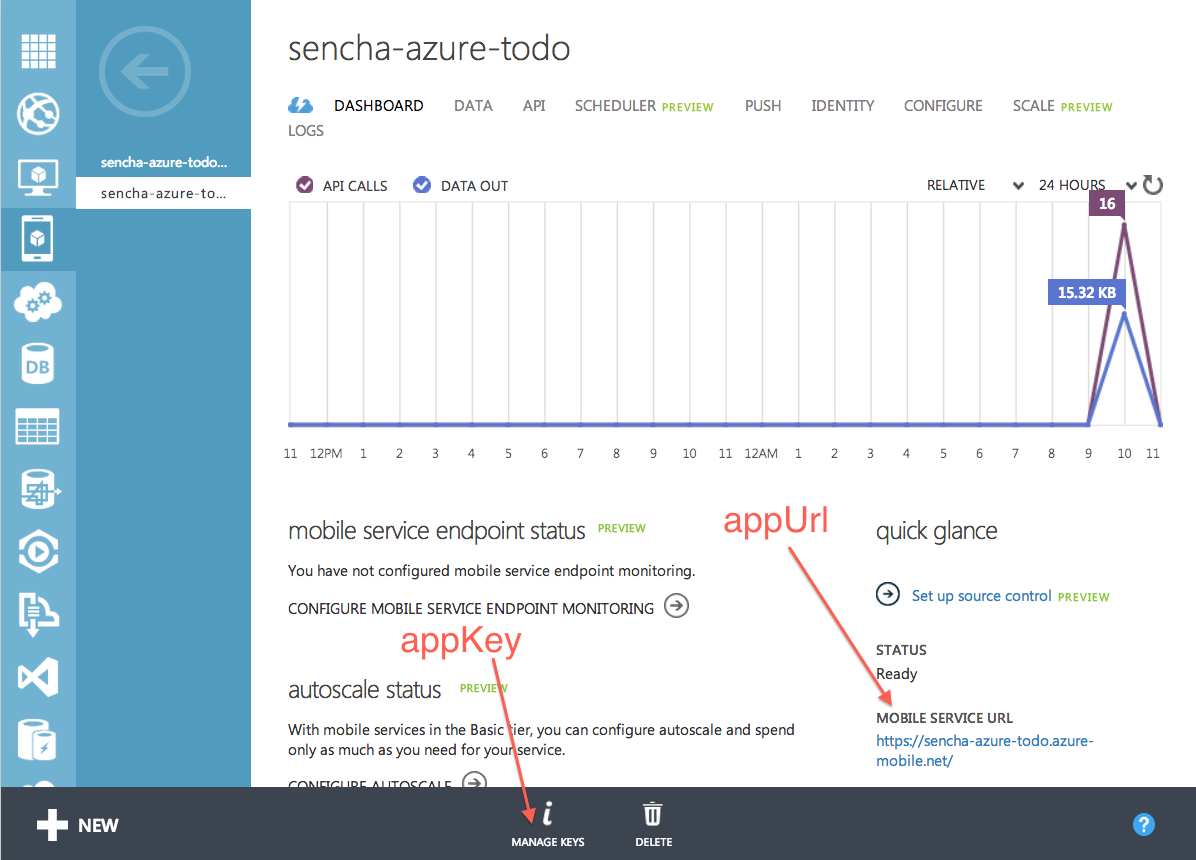 sencha-azure-todo
DASHBOARD DATA API SCHEDULER PREVIEW PUSH IDENTITY CONFIGURE SCALE PREVIEW
LOGS
sencha-azure-todo...
sencha-azure-to...
API CALLS DATA OUT RELATIVE 24 HOURS
16
15.32 KB
DB
11 12PM 1 2 3 4 5 6 7 8 9 10 11 12AM 1 2 3 4 5 6 7 8 9 10 11
appUrl
mobile service endpoint status PREVIEW
You have not configured mobile service endpoint monitoring.
CONFIGURE MOBILE SERVICE ENDPOINT MONITORING
appKey
autoscale status PREVIEW
With mobile services in the Basic tier, you can configure autoscale and spend
only as much as you need for your service.
CONFIGURE AUTOSCALE
quick glance
Set up source control PREVIEW
STATUS
Ready
MOBILE SERVICE URL
https://sencha-azure-todo.azure-
mobile.net/
NEW
i
MANAGE KEYS
DELETE
?